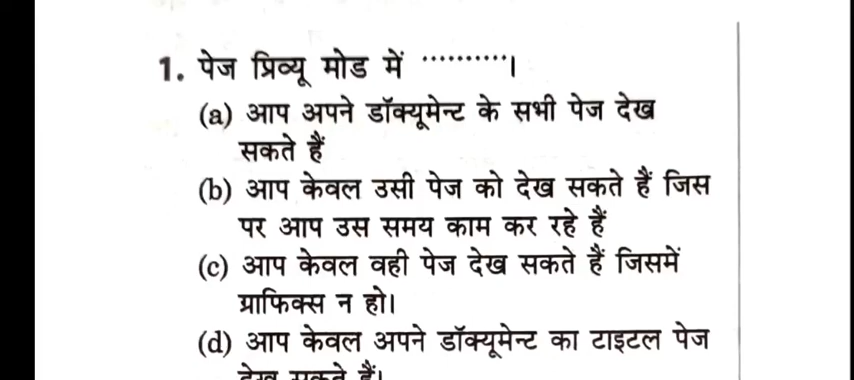 1. पेज प्रिव्यू मोड में ..........।
(a) आप अपने डॉक्यूमेन्ट के सभी पेज देख
सकते हैं
(b) आप केवल उसी पेज को देख सकते हैं जिस
पर आप उस समय काम कर रहे हैं
(c) आप केवल वही पेज देख सकते हैं जिसमें
ग्राफिक्स न हो।
(d) आप केवल अपने डॉक्यूमेन्ट का टाइटल पेज
देख सकते हैं।